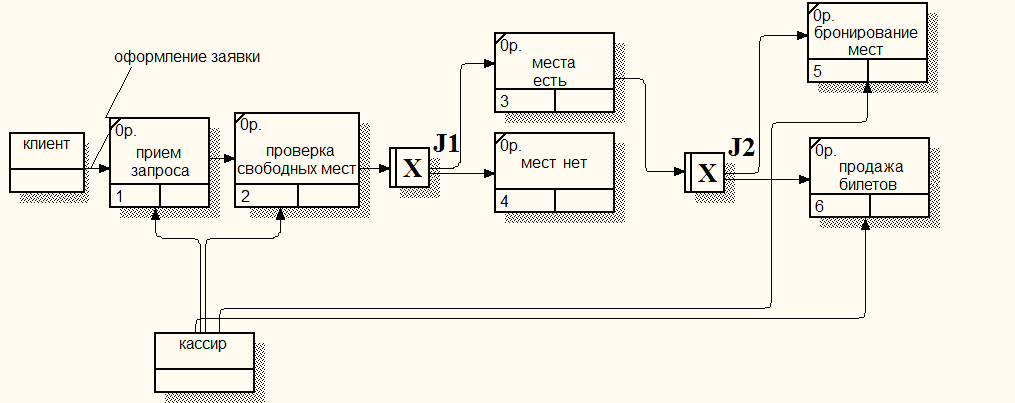 оформление заявки
клиент
0р.
прием
запроса
1
0р.
проверка
свободных мест
2
X
J1
0р.
места
есть
3
0р.
мест нет
4
X
J2
0р.
бронирование
мест
5
0р.
продажа
билетов
6
кассир